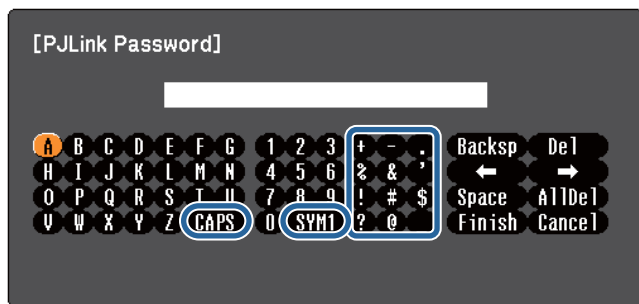 [PJLink Password]
A B C D E F G 1 2 3 + - . Backsp Del
H I J K L M N 4 5 6 % & ' ← →
O P Q R S T U 7 8 9 ! # $ Space AllDel
V W X Y Z CAPS 0 SYM1 ? @ Finish Cancel